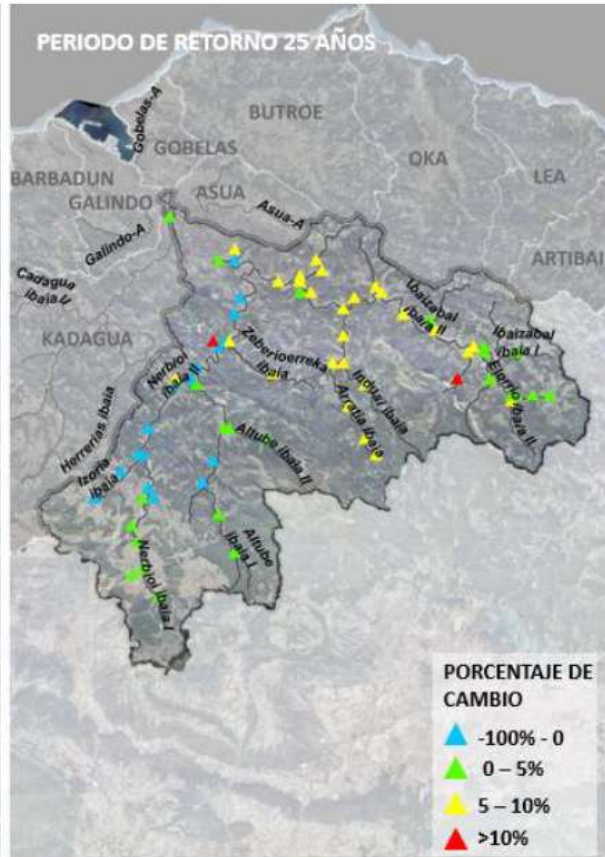 PERIODO DE RETORNO 25 AÑOS
Gobelas-A
BUTROE
GOBELAS
OKA
LEA
BARBADUN
ASUA
GALINDO
Asua-A
Galindo-A
ARTIBAI
Cadagua
ibaia II
KADAGUA
Ibaizabal
ibaia II
Ibaizabal
ibaia I
Zeberioerreka
ibaia
Nerbioi
ibaia II
Elorrio ibaia II
Indusi ibaia
Arratia ibaia
Herrerias ibaia
Izoria
ibaia
Altube ibaia II
Altube
ibaia I
Nerbioi ibaia I
PORCENTAJE DE
CAMBIO
-100% - 0
0 – 5%
5 – 10%
>10%